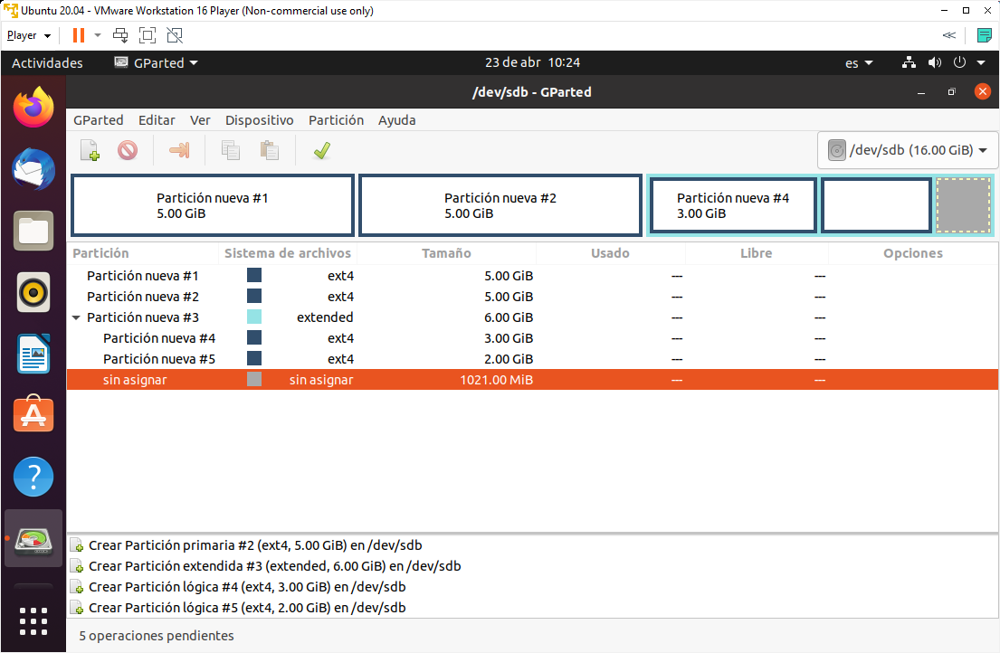 Ubuntu 20.04 - VMware Workstation 16 Player (Non-commercial use only)
Player
Actividades GParted 23 de abr 10:24 es
/dev/sdb - GParted
GParted Editar Ver Dispositivo Partición Ayuda
/dev/sdb (16.00 GiB)
Partición nueva #1
5.00 GiB
Partición nueva #2
5.00 GiB
Partición nueva #4
3.00 GiB
Partición Sistema de archivos Tamaño Usado Libre Opciones
Partición nueva #1 ext4 5.00 GiB --- ---
Partición nueva #2 ext4 5.00 GiB --- ---
Partición nueva #3 extended 6.00 GiB --- ---
Partición nueva #4 ext4 3.00 GiB --- ---
Partición nueva #5 ext4 2.00 GiB --- ---
sin asignar sin asignar 1021.00 MiB --- ---
Crear Partición primaria #2 (ext4, 5.00 GiB) en /dev/sdb
Crear Partición extendida #3 (extended, 6.00 GiB) en /dev/sdb
Crear Partición lógica #4 (ext4, 3.00 GiB) en /dev/sdb
Crear Partición lógica #5 (ext4, 2.00 GiB) en /dev/sdb
5 operaciones pendientes